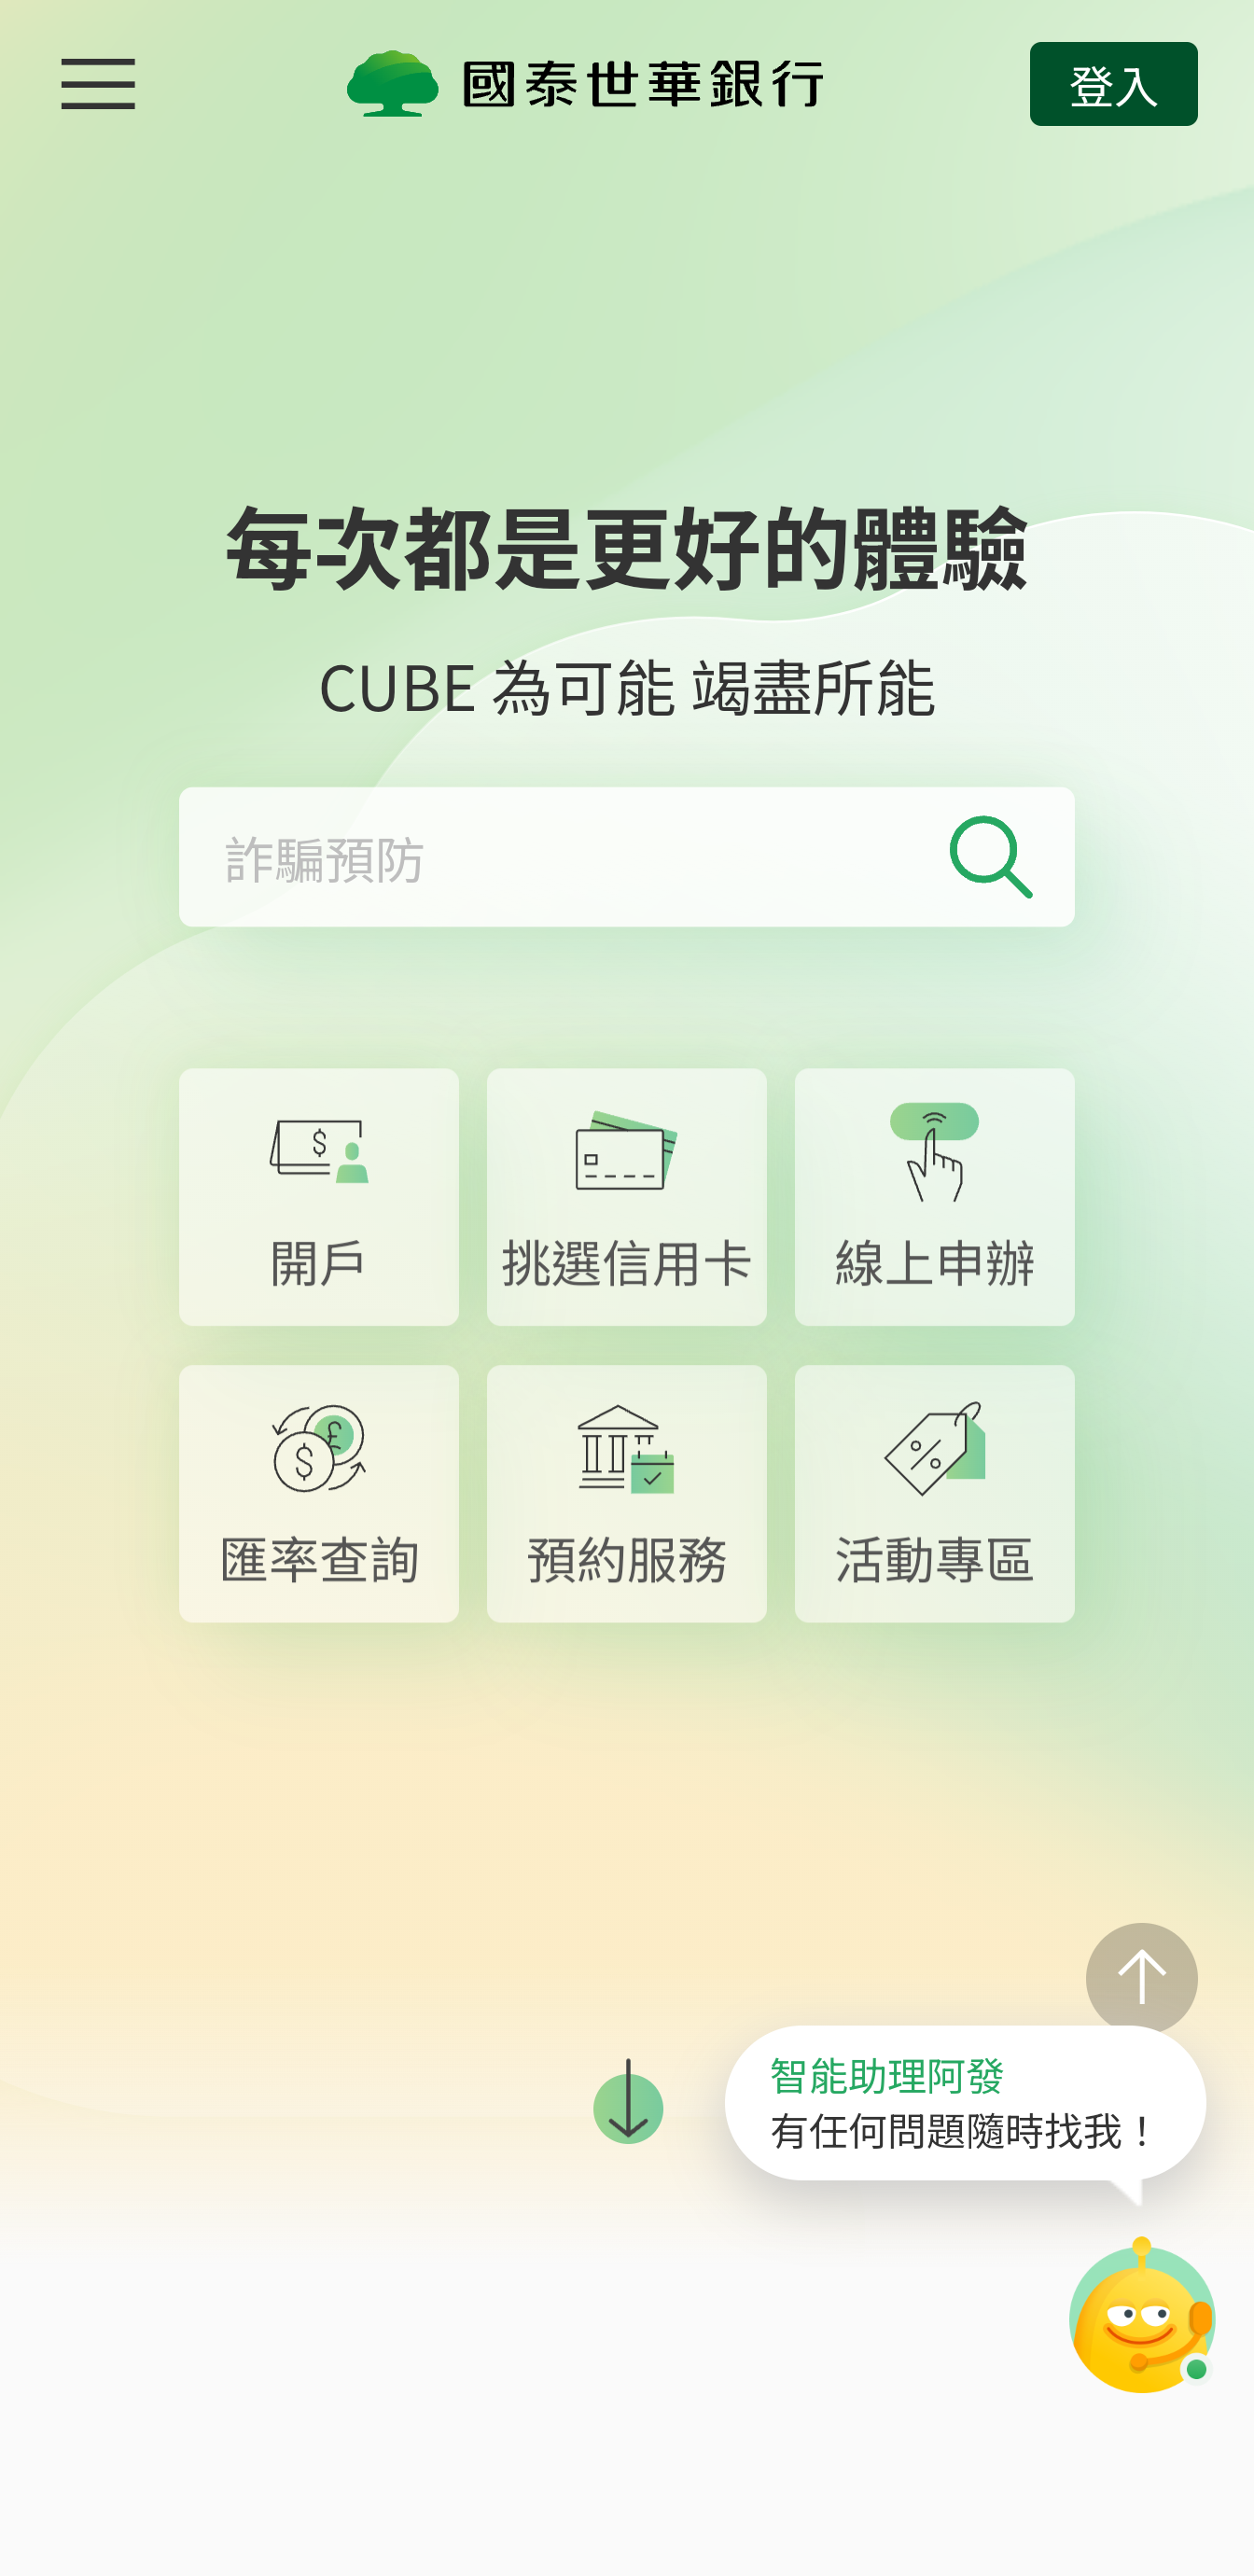 國泰世華銀行
登入
每次都是更好的體驗
CUBE 為可能 竭盡所能
詐騙預防
開戶
挑選信用卡
線上申辦
匯率查詢
預約服務
活動專區
智能助理阿發
有任何問題隨時找我！